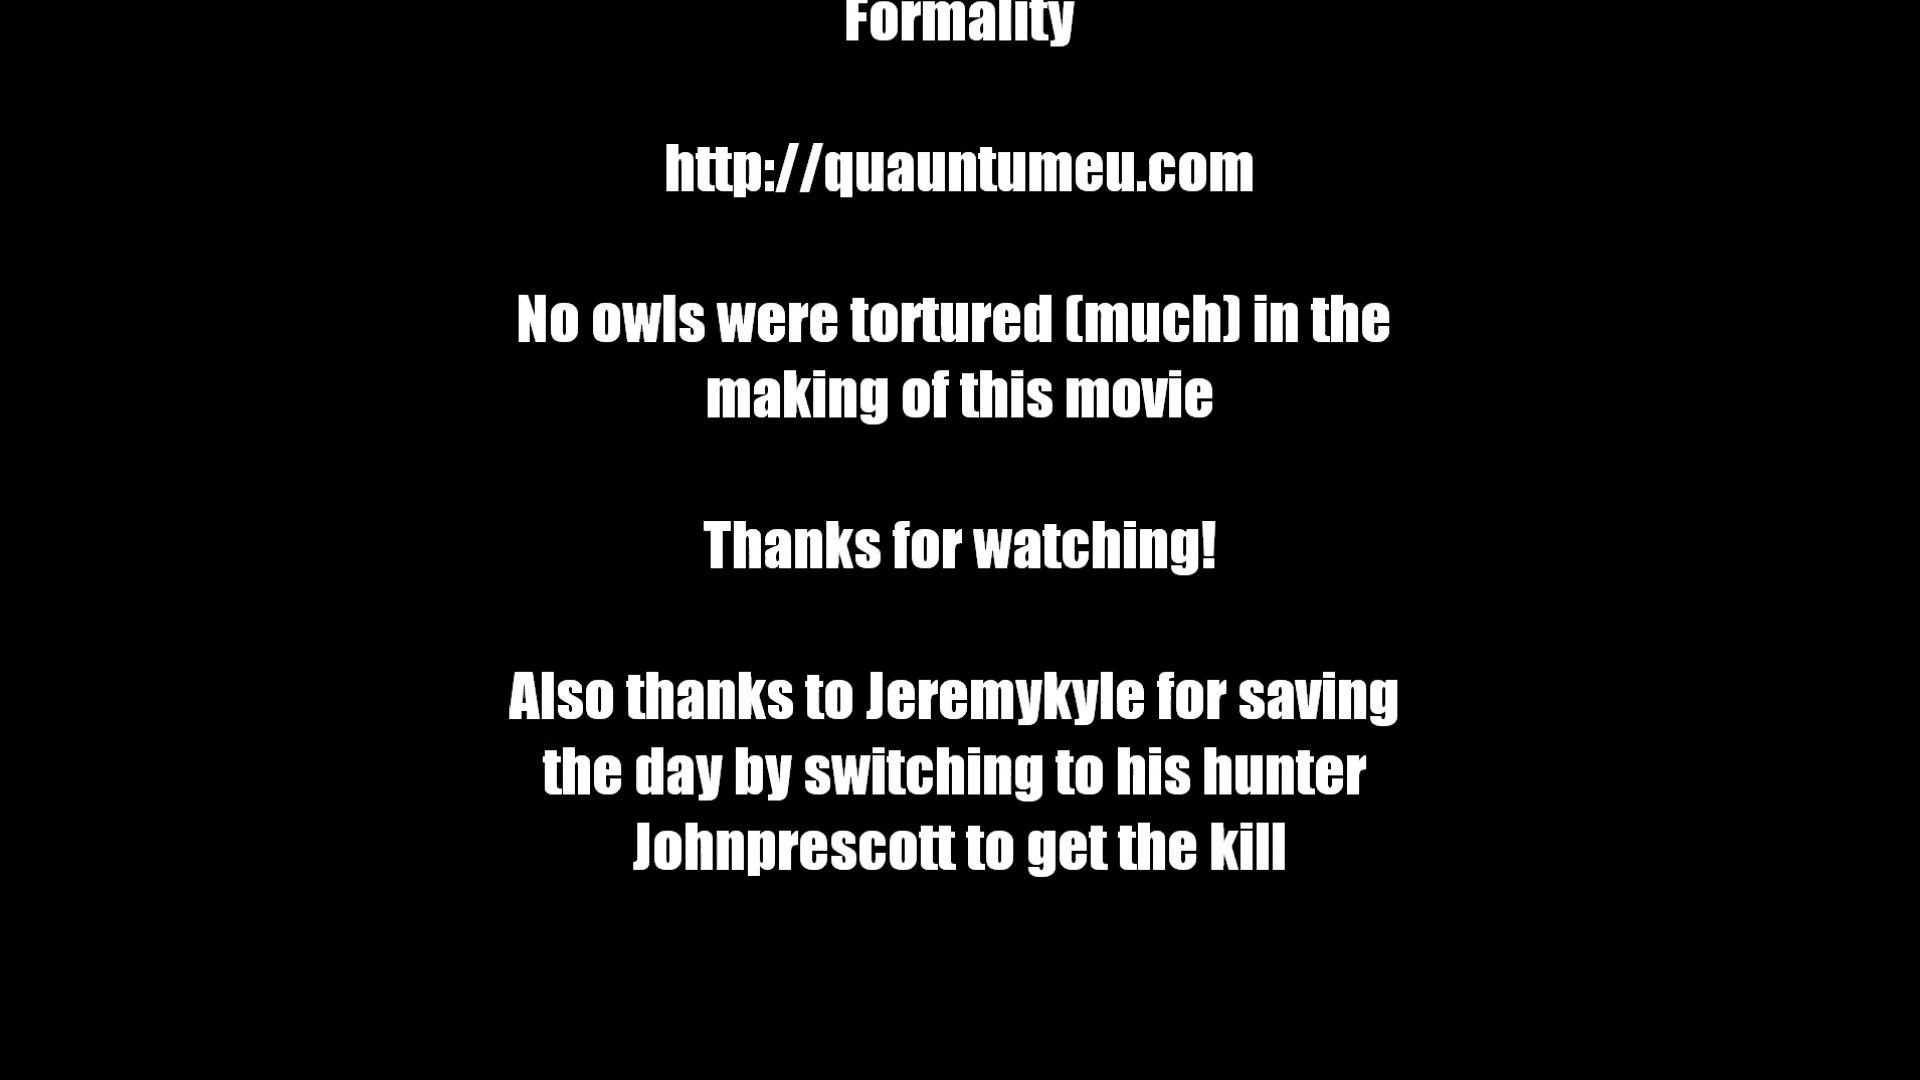 Formality
http://quauntumeu.com
No owls were tortured (much) in the
making of this movie
Thanks for watching!
Also thanks to Jeremykyle for saving
the day by switching to his hunter
Johnprescott to get the kill